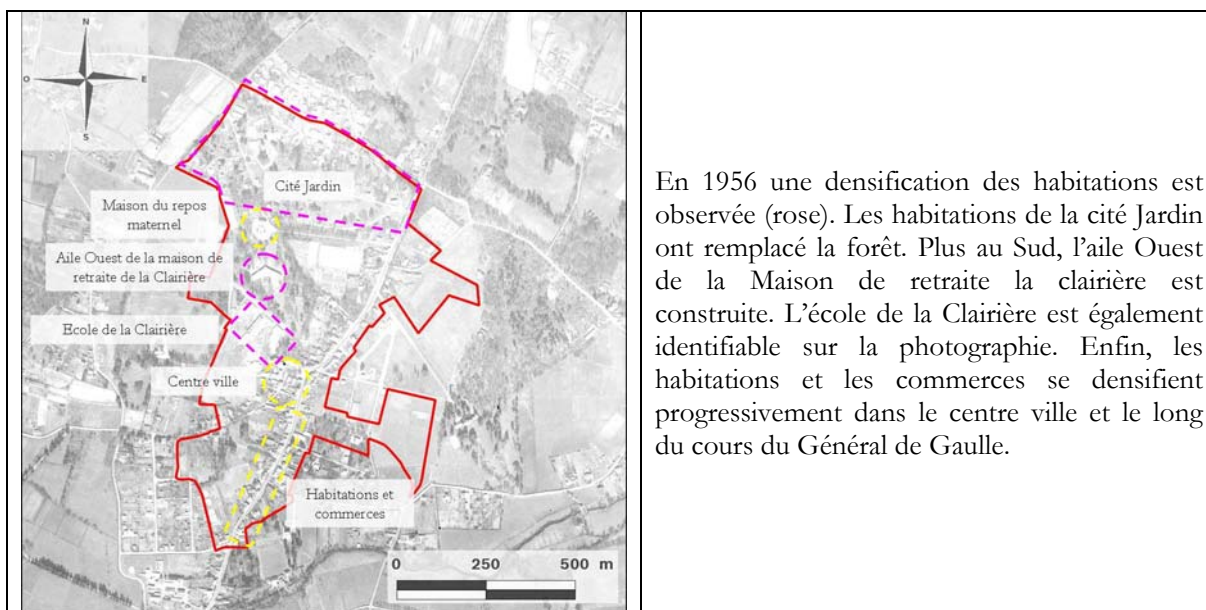 N
O
E
S
Cité Jardin
Maison du repos
maternel
Aile Ouest de la maison de
retraite de la Clairière
Ecole de la Clairière
Centre ville
Habitations et
commerces
0 250 500 m
En 1956 une densification des habitations est
observée (rose). Les habitations de la cité Jardin
ont remplacé la forêt. Plus au Sud, l’aile Ouest
de la Maison de retraite la clairière est
construite. L’école de la Clairière est également
identifiable sur la photographie. Enfin, les
habitations et les commerces se densifient
progressivement dans le centre ville et le long
du cours du Général de Gaulle.